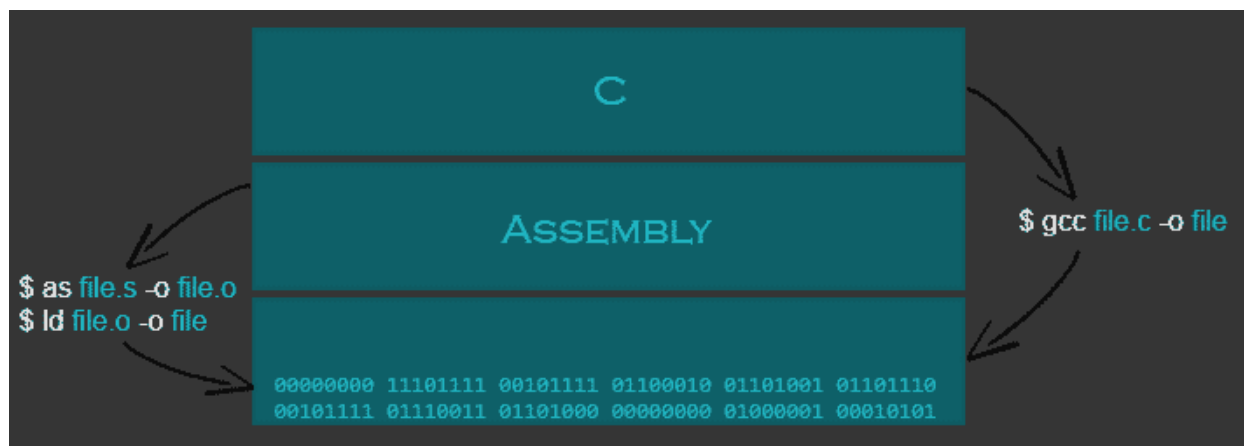 C
ASSEMBLY
$ gcc file.c -o file
$ as file.s -o file.o
$ ld file.o -o file
00000000 11101111 00101111 01100010 01101001 01101110
00101111 01110011 01101000 00000000 01000001 00010101